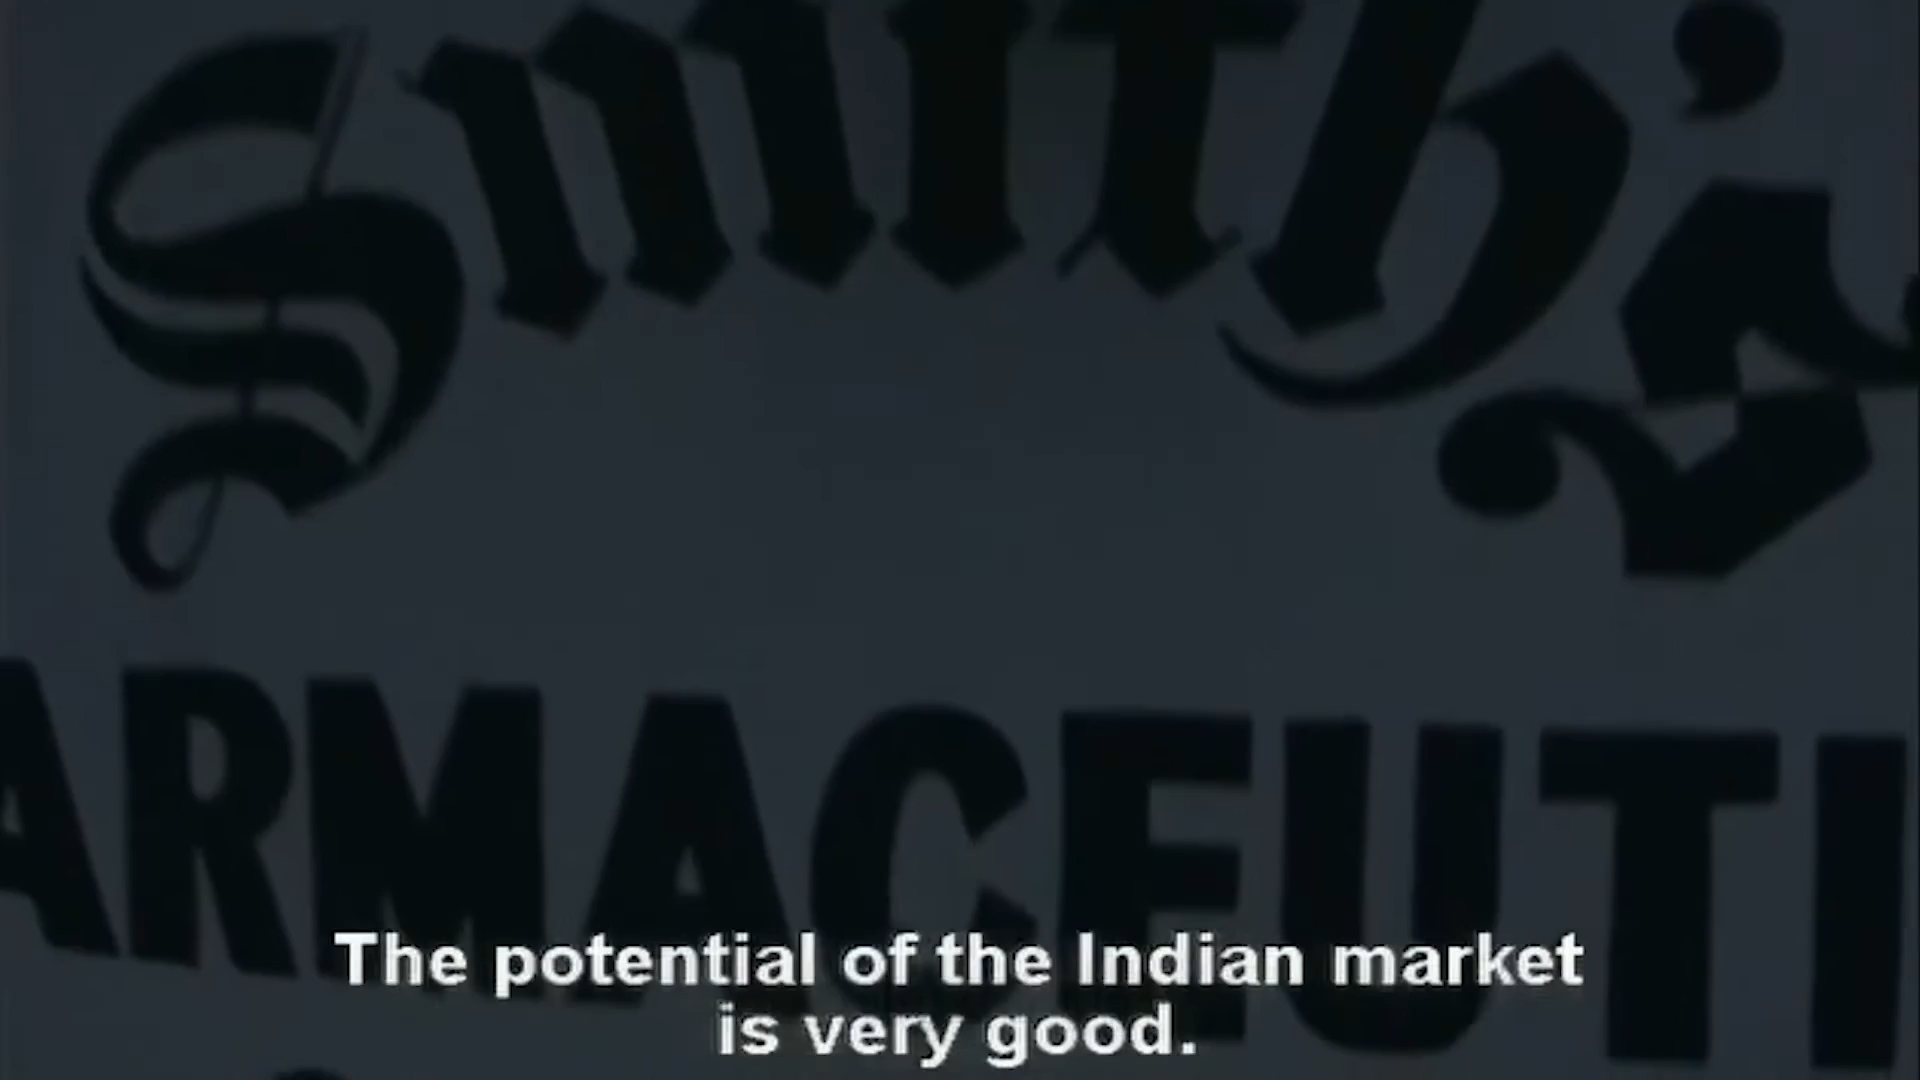 Smith's
ARMACEUTI
The potential of the Indian market
is very good.